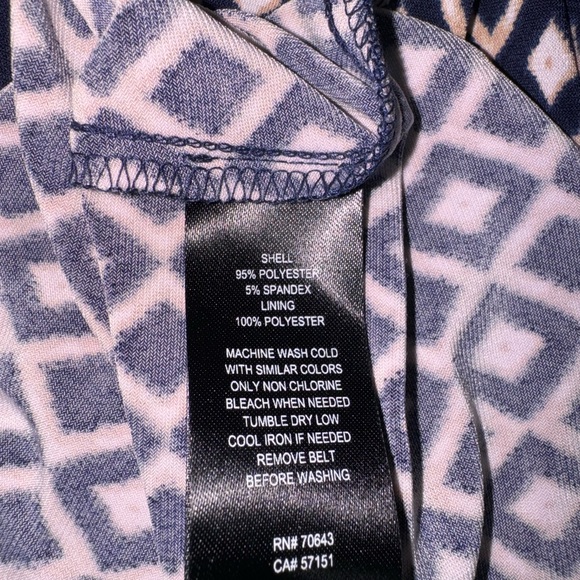 SHELL
95% POLYESTER
5% SPANDEX
LINING
100% POLYESTER
MACHINE WASH COLD
WITH SIMILAR COLORS
ONLY NON CHLORINE
BLEACH WHEN NEEDED
TUMBLE DRY LOW
COOL IRON IF NEEDED
REMOVE BELT
BEFORE WASHING
RN# 70643
CA# 57151